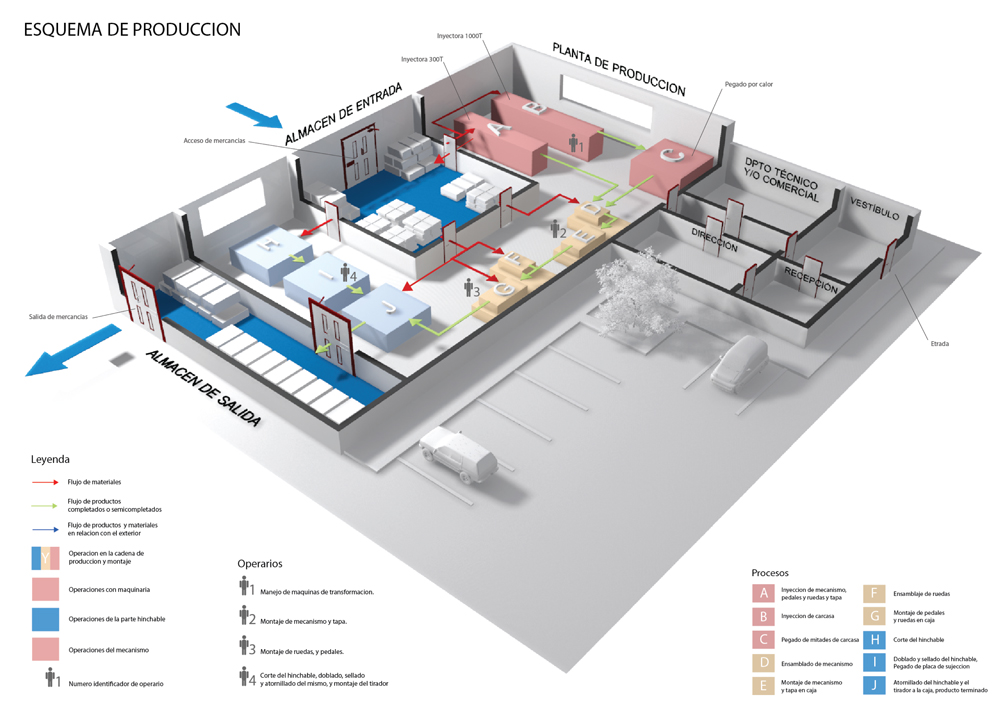 ESQUEMA DE PRODUCCION
Inyectora 1000T
Inyectora 300T
PLANTA DE PRODUCCION
Pegado por calor
ALMACEN DE ENTRADA
Acceso de mercancias
A
B
C
1
DPTO TÉCNICO
Y/O COMERCIAL
VESTÍBULO
DIRECCIÓN
RECEPCIÓN
Etrada
D
E
2
F
G
3
H
I
4
J
Salida de mercancias
ALMACEN DE SALIDA
Leyenda
Flujo de materiales
Flujo de productos
completados o semicompletados
Flujo de productos y materiales
en relacion con el exterior
Y
Operacion en la cadena de
produccion y montaje
Operaciones con maquinaria
Operaciones de la parte hinchable
Operaciones del mecanismo
1 Numero identificador de operario
Operarios
1 Manejo de maquinas de transformacion.
2 Montaje de mecanismo y tapa.
3 Montaje de ruedas, y pedales.
4 Corte del hinchable, doblado, sellado
y atornillado del mismo, y montaje del tirador
Procesos
A Inyeccion de mecanismo,
pedales y ruedas y tapa
B Inyeccion de carcasa
C Pegado de mitades de carcasa
D Ensamblado de mecanismo
E Montaje de mecanismo
y tapa en caja
F Ensamblaje de ruedas
G Montaje de pedales
y ruedas en caja
H Corte del hinchable
I Doblado y sellado del hinchable,
Pegado de placa de sujeccion
J Atornillado del hinchable y el
tirador a la caja, producto terminado